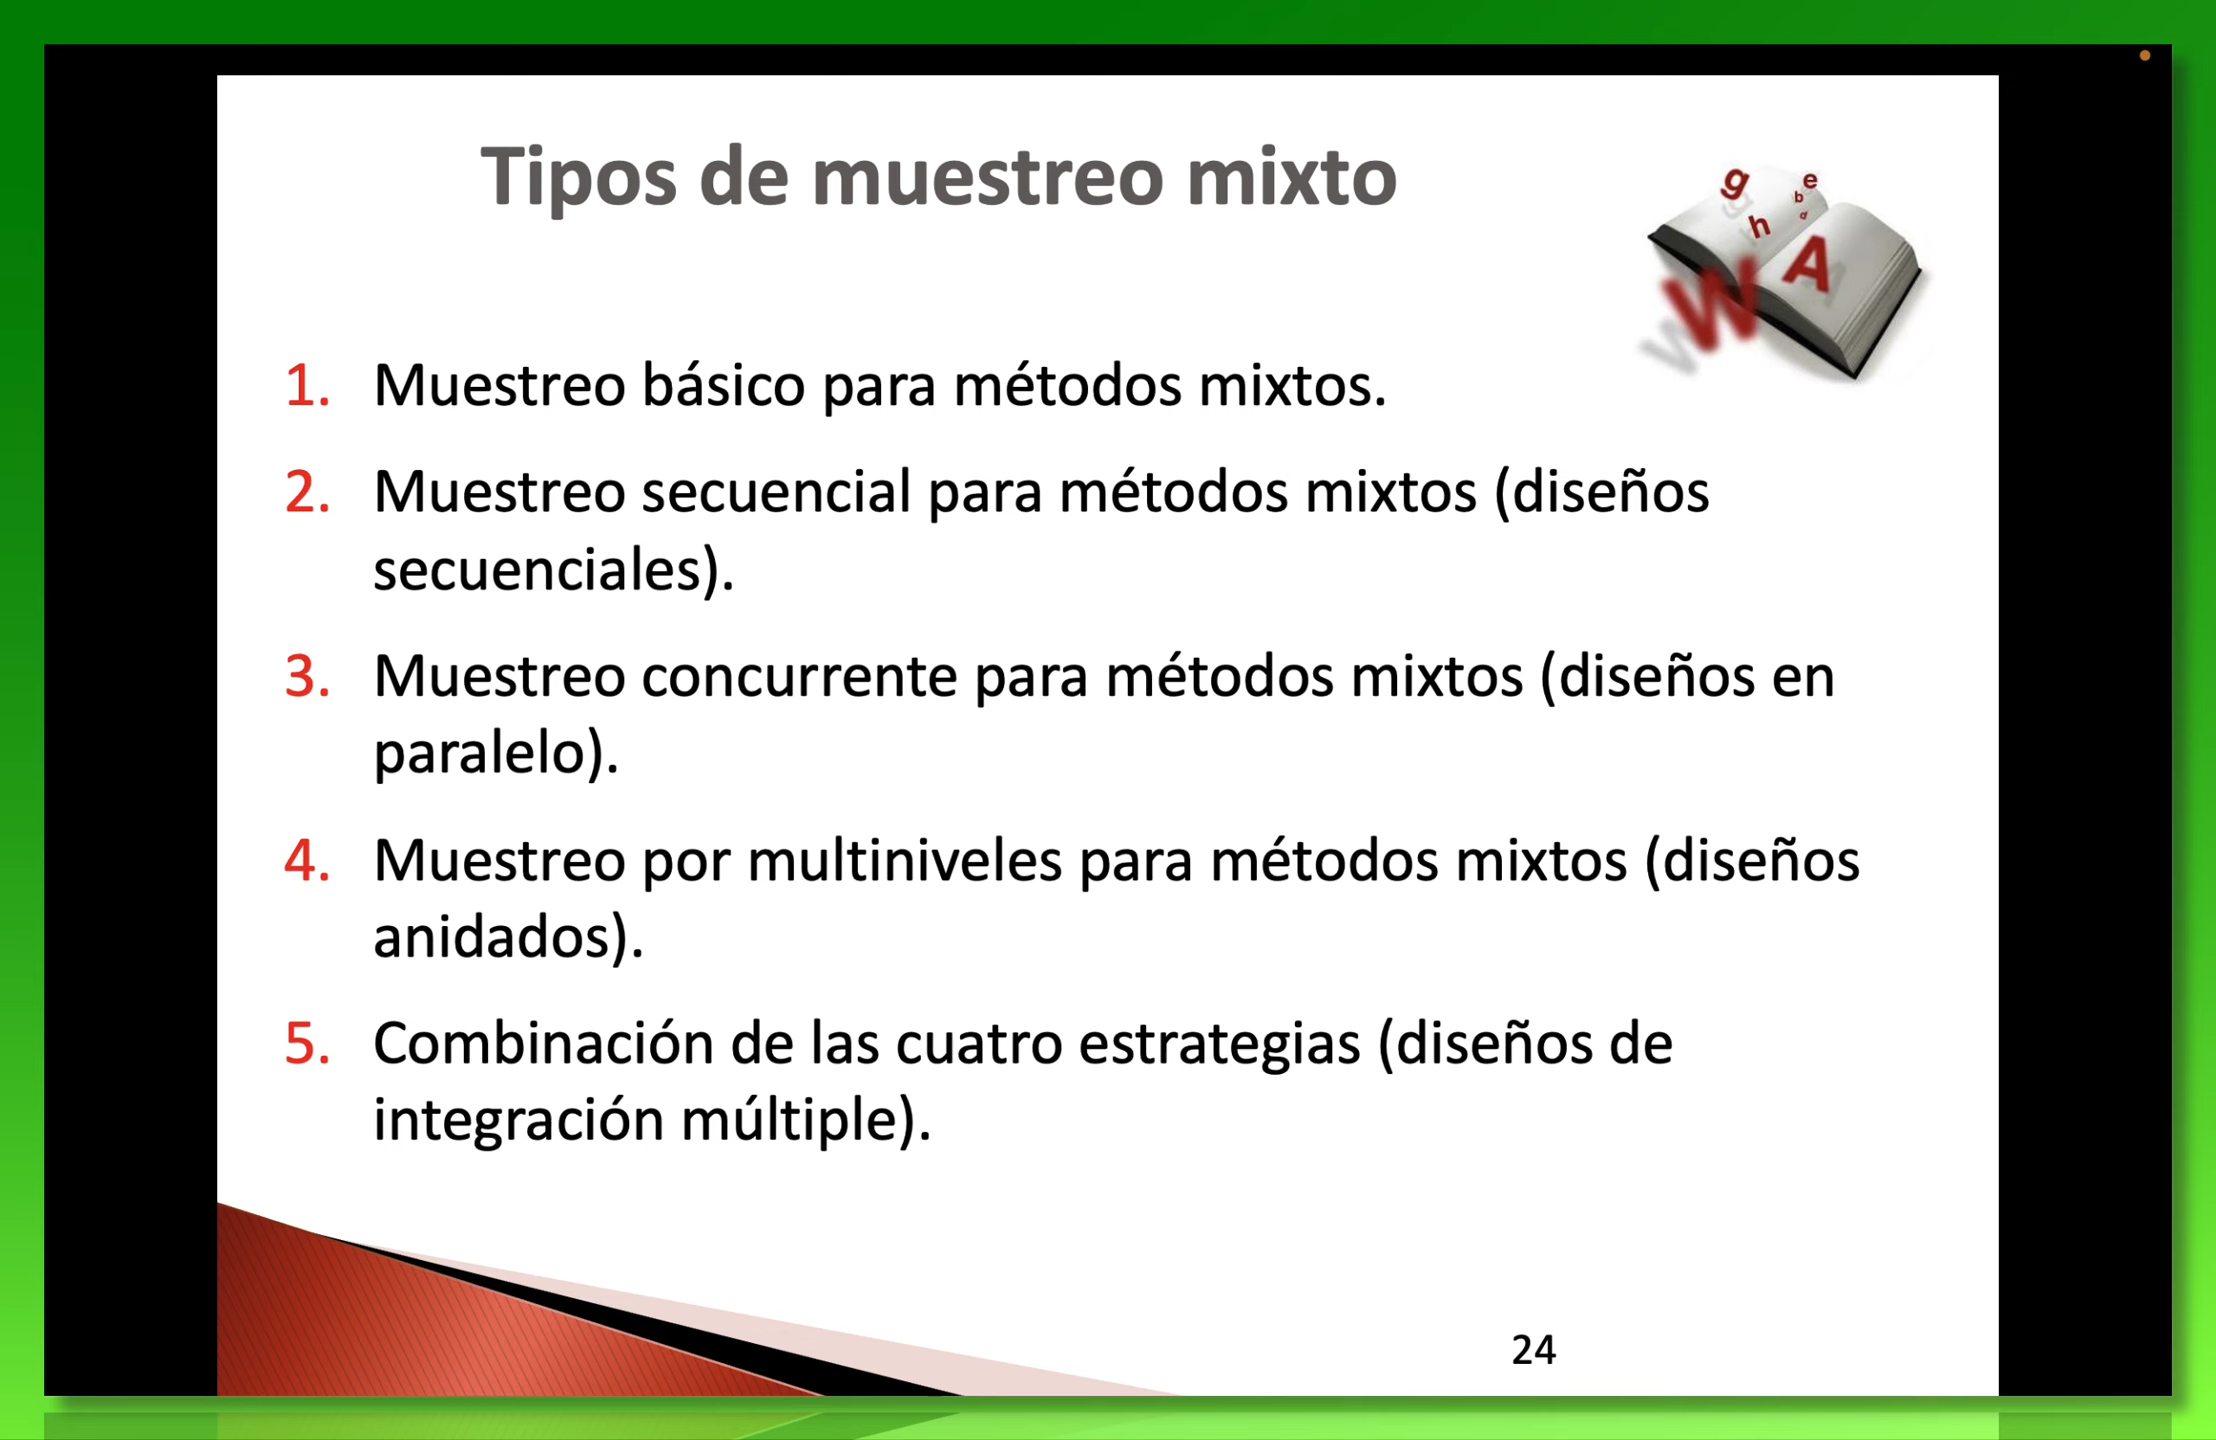 Tipos de muestreo mixto
g
e
b
d
h
A
W
1. Muestreo básico para métodos mixtos.
2. Muestreo secuencial para métodos mixtos (diseños
secuenciales).
3. Muestreo concurrente para métodos mixtos (diseños en
paralelo).
4. Muestreo por multiniveles para métodos mixtos (diseños
anidados).
5. Combinación de las cuatro estrategias (diseños de
integración múltiple).
24